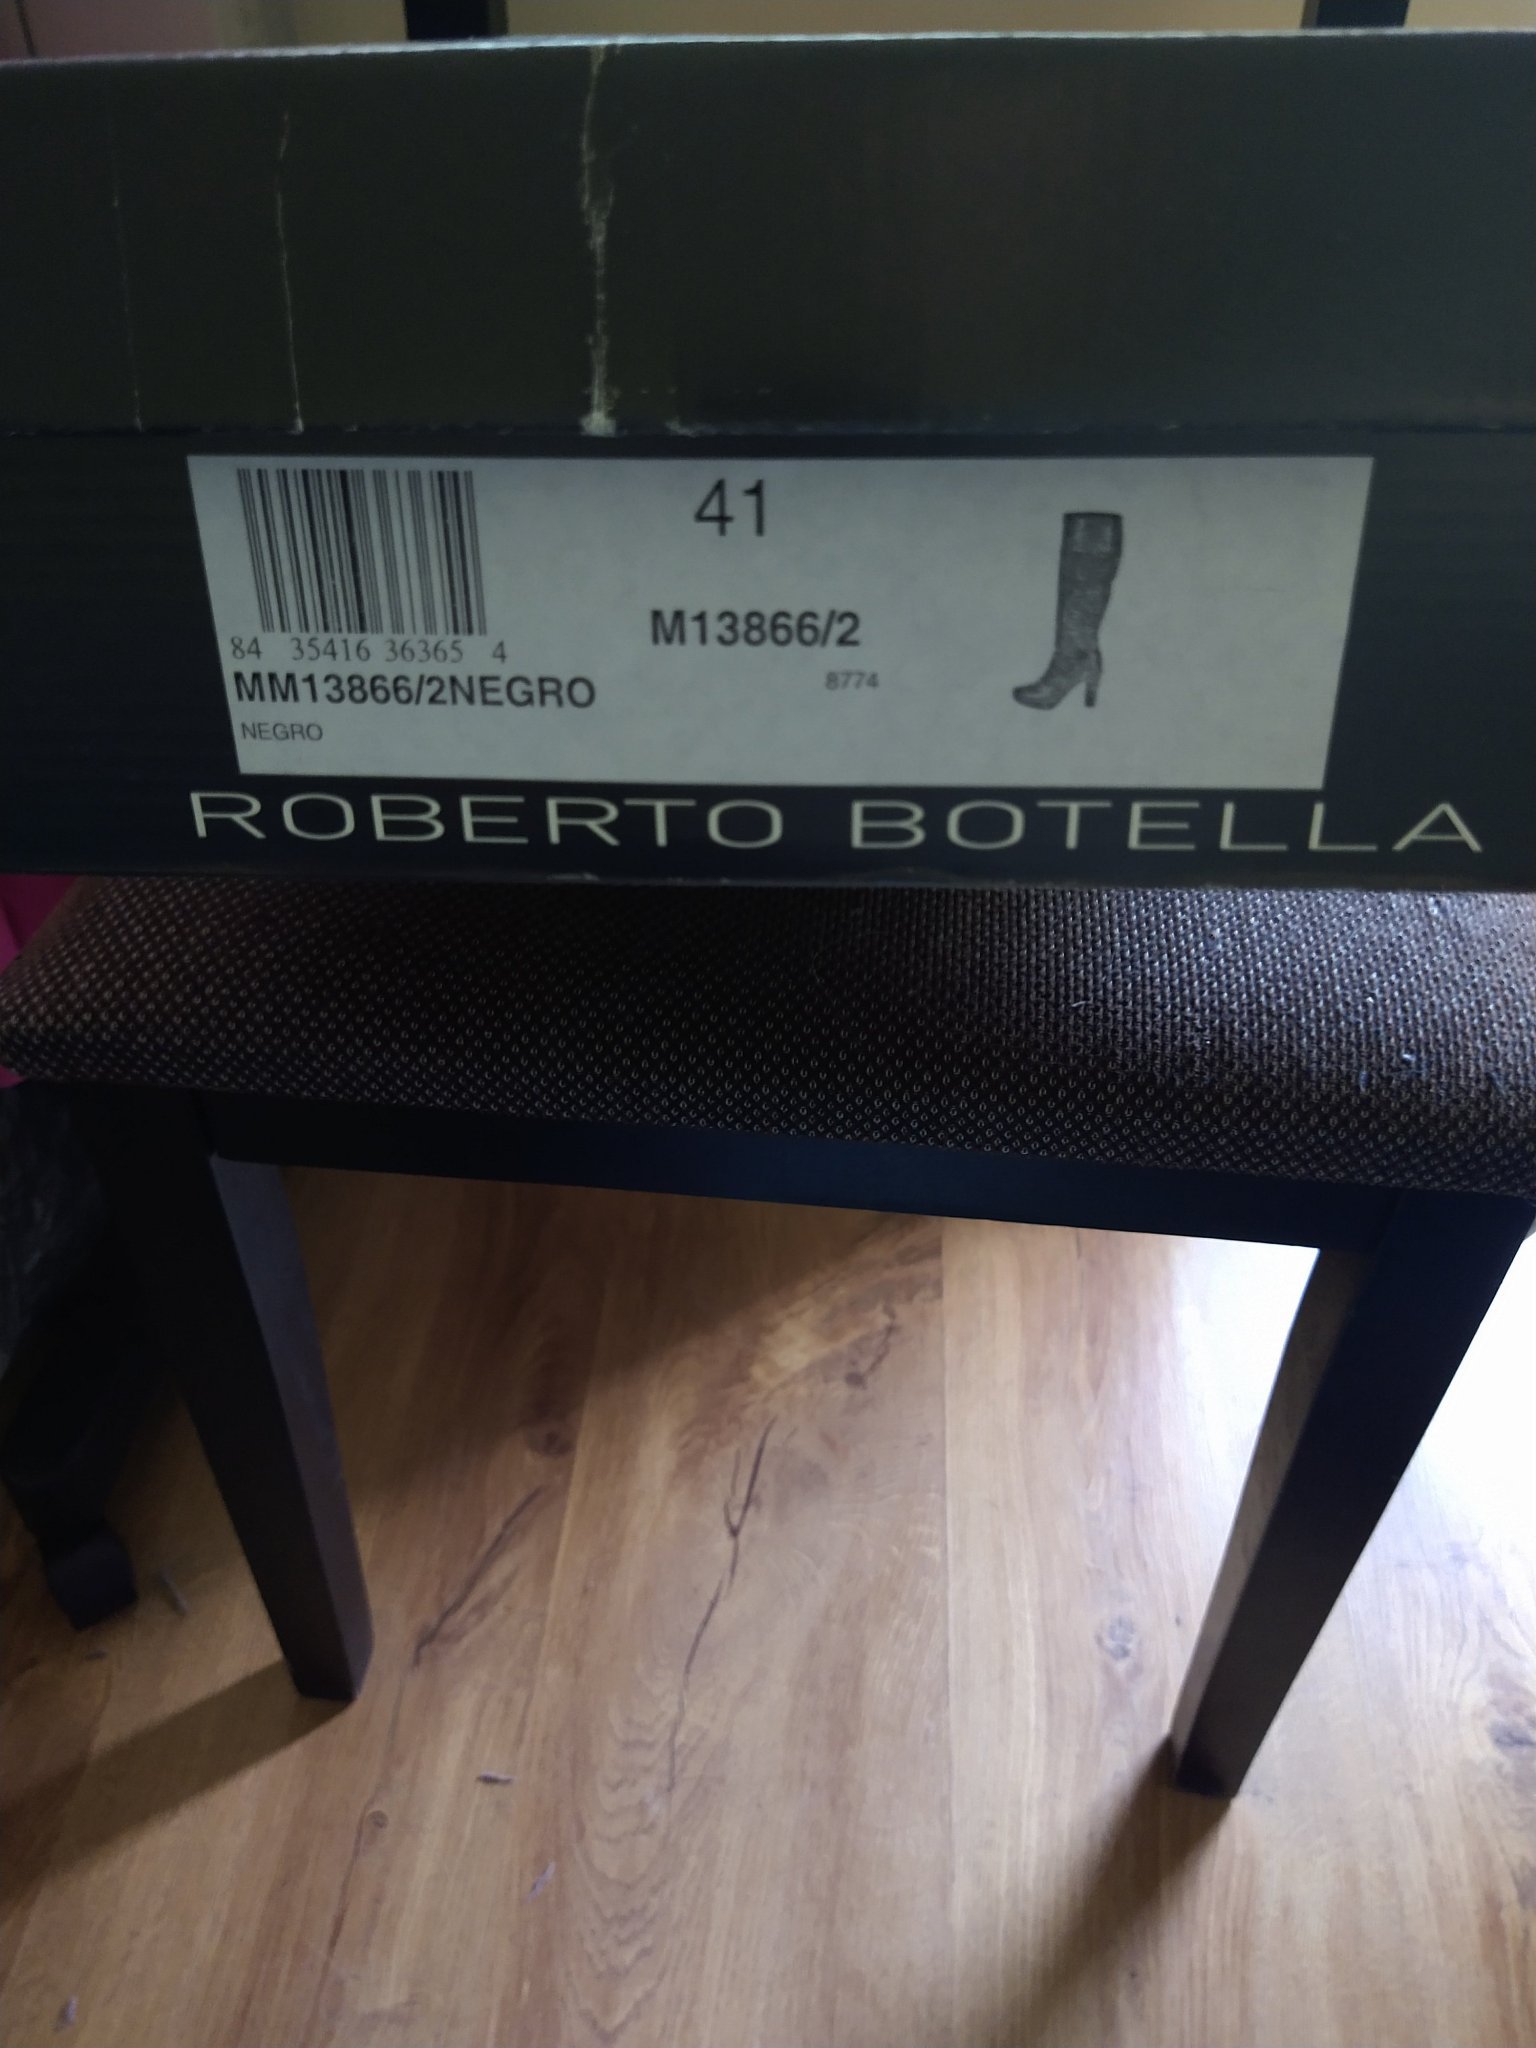 41
84 35416 36365 4
M13866/2
8774
MM13866/2NEGRO
NEGRO
ROBERTO BOTELLA